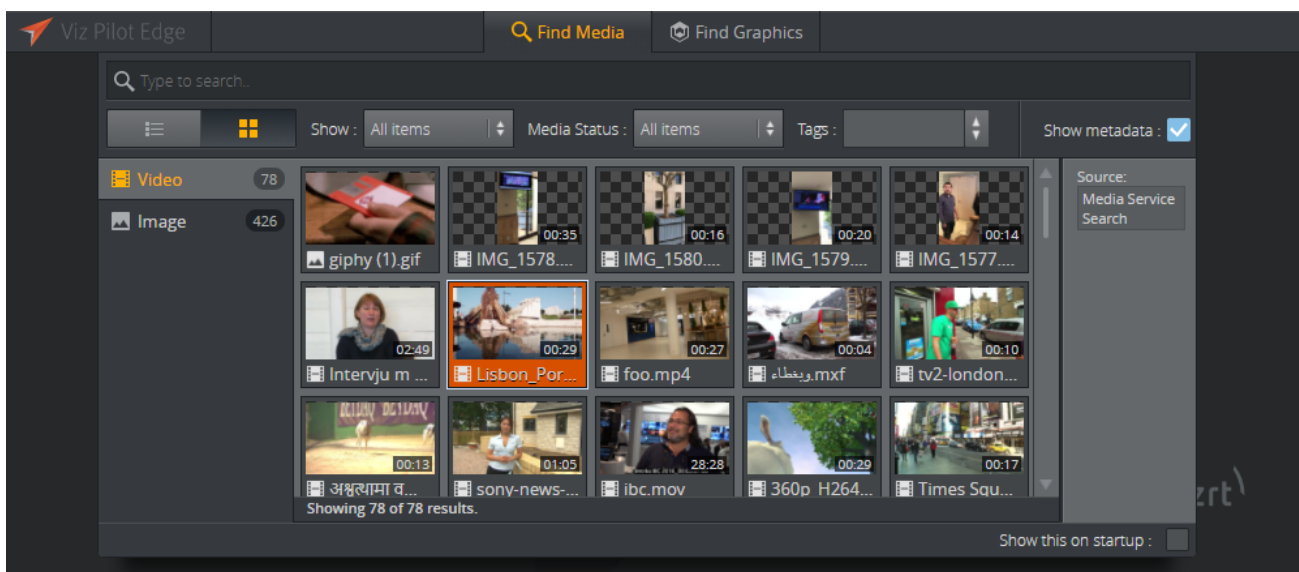 Viz Pilot Edge
Find Media
Find Graphics
Type to search..
Show : All items
Media Status : All items
Tags :
Show metadata :
Video 78
Image 426
00:35
00:16
00:20
00:14
giphy (1).gif
IMG_1578....
IMG_1580....
IMG_1579....
IMG_1577....
Source:
Media Service
Search
02:49
00:29
00:27
00:04
00:10
Intervju m ...
Lisbon_Por...
foo.mp4
وبغطاء.mxf
tv2-london...
BEYDAQ BEYDAQ
00:13
01:05
28:28
00:29
00:17
अश्वत्थामा व...
sony-news-...
ibc.mov
360p_H264...
Times Squ...
Showing 78 of 78 results.
zrt
Show this on startup :